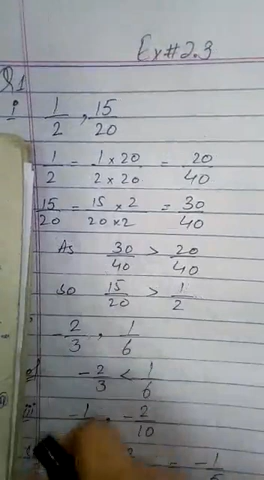 Ex#2.3
Q1
i 1/2 , 15/20
1/2 = 1×20/2×20 = 20/40
15/20 = 15×2/20×2 = 30/40
As 30/40 > 20/40
so 15/20 > 1/2
-2/3 , 1/6
-2/3 < 1/6
iii -1 , -2/10
= -1